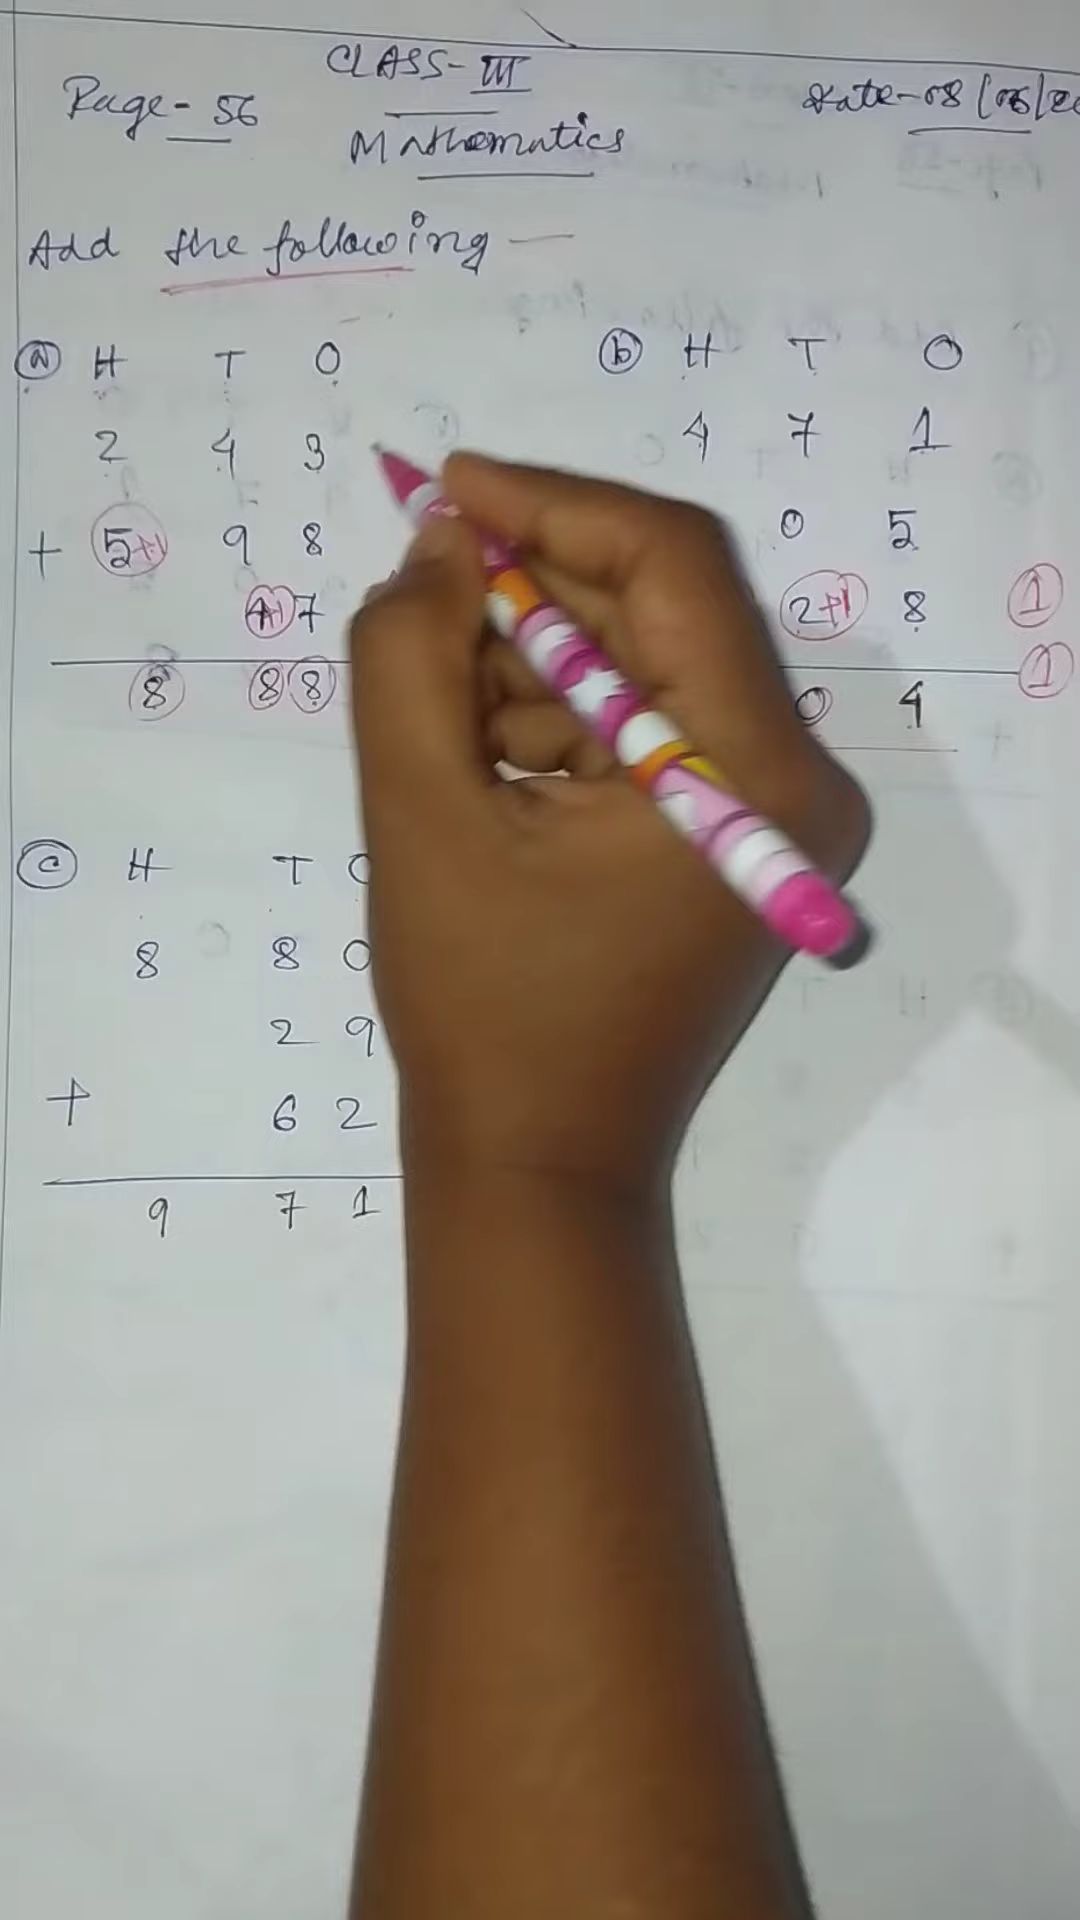 CLASS- III
Page- 56
Mathematics
Add the following —
(a) H T O
2 4 3
+ 5+1 9 8
4+1 7
8 8 8
(b) H T O
4 7 1
0 5
2+1 8 1
1
0 4
(c) H T
8 8 0
2 9
+ 6 2
9 7 1